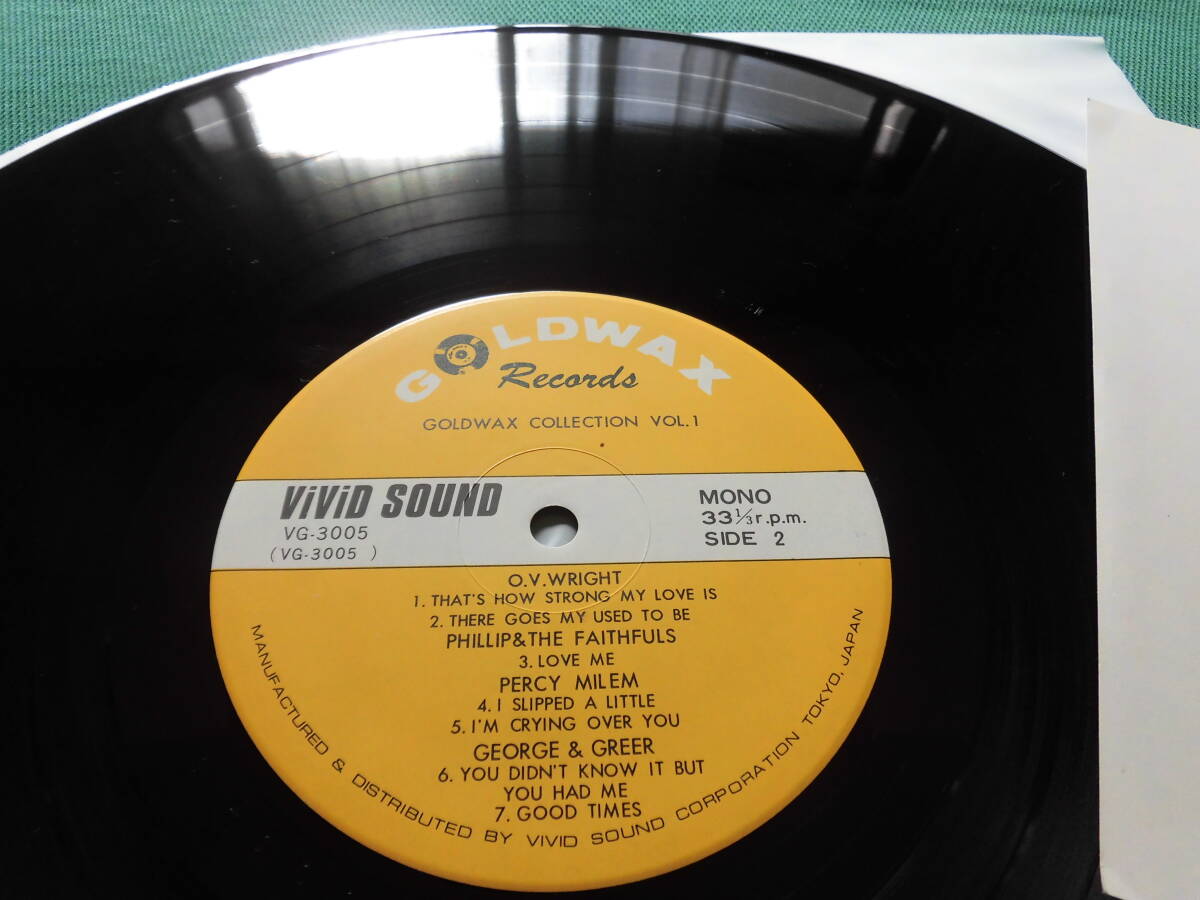 GOLDWAX
Records
GOLDWAX COLLECTION VOL.1
ViViD SOUND
VG-3005
(VG-3005 )
MONO
33⅓r.p.m.
SIDE 2
O.V.WRIGHT
1. THAT'S HOW STRONG MY LOVE IS
2. THERE GOES MY USED TO BE
PHILLIP&THE FAITHFULS
3. LOVE ME
PERCY MILEM
4. I SLIPPED A LITTLE
5. I'M CRYING OVER YOU
GEORGE & GREER
6. YOU DIDN'T KNOW IT BUT
YOU HAD ME
7. GOOD TIMES
MANUFACTURED & DISTRIBUTED BY VIVID SOUND CORPORATION TOKYO, JAPAN